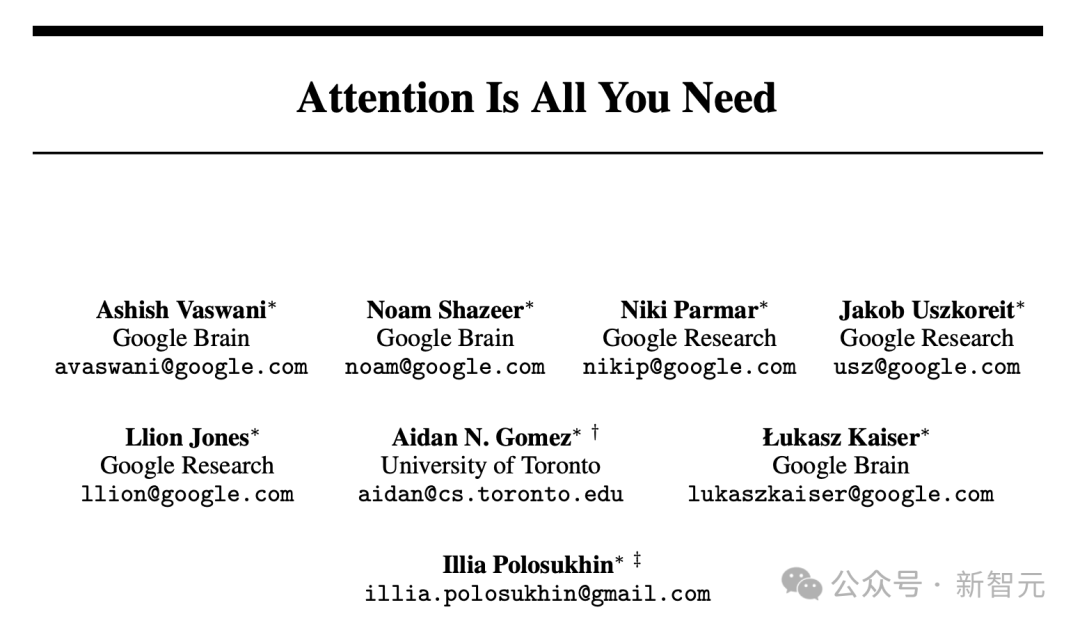 Attention Is All You Need
Ashish Vaswani* Noam Shazeer* Niki Parmar* Jakob Uszkoreit*
Google Brain Google Brain Google Research Google Research
avaswani@google.com noam@google.com nikip@google.com usz@google.com
Llion Jones* Aidan N. Gomez* † Łukasz Kaiser*
Google Research University of Toronto Google Brain
llion@google.com aidan@cs.toronto.edu lukaszkaiser@google.com
Illia Polosukhin* ‡
illia.polosukhin@gmail.com
公众号 · 新智元